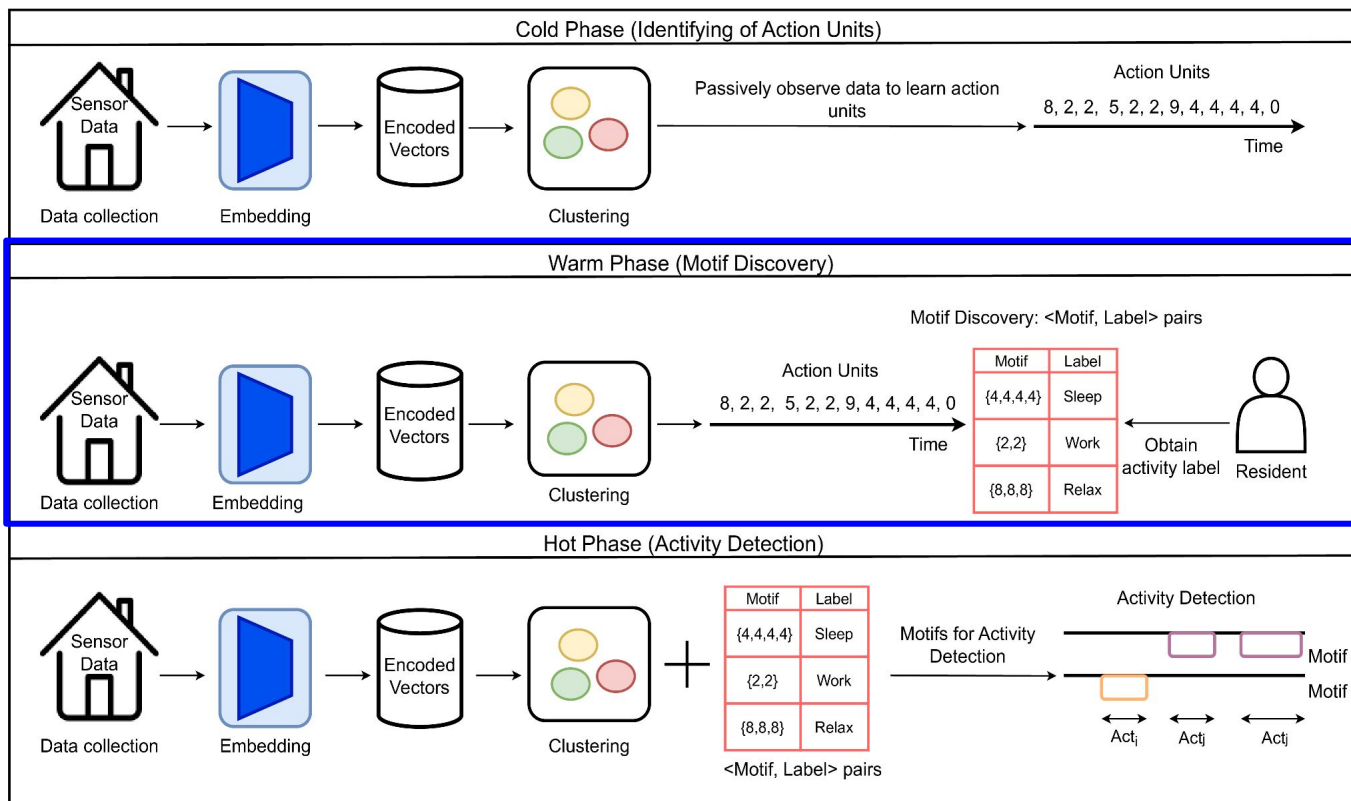 Cold Phase (Identifying of Action Units)
Sensor
Data
Encoded
Vectors
Passively observe data to learn action
units
Action Units
8, 2, 2, 5, 2, 2, 9, 4, 4, 4, 4, 0
Time
Data collection
Embedding
Clustering
Warm Phase (Motif Discovery)
Motif Discovery: <Motif, Label> pairs
Sensor
Data
Encoded
Vectors
Action Units
8, 2, 2, 5, 2, 2, 9, 4, 4, 4, 4, 0
Time
Motif Label
{4,4,4,4} Sleep
{2,2} Work
{8,8,8} Relax
Obtain
activity label
Resident
Data collection
Embedding
Clustering
Hot Phase (Activity Detection)
Sensor
Data
Encoded
Vectors
Motif Label
{4,4,4,4} Sleep
{2,2} Work
{8,8,8} Relax
<Motif, Label> pairs
Motifs for Activity
Detection
Activity Detection
Motif
Motif
Acti Actj Actj
Data collection
Embedding
Clustering